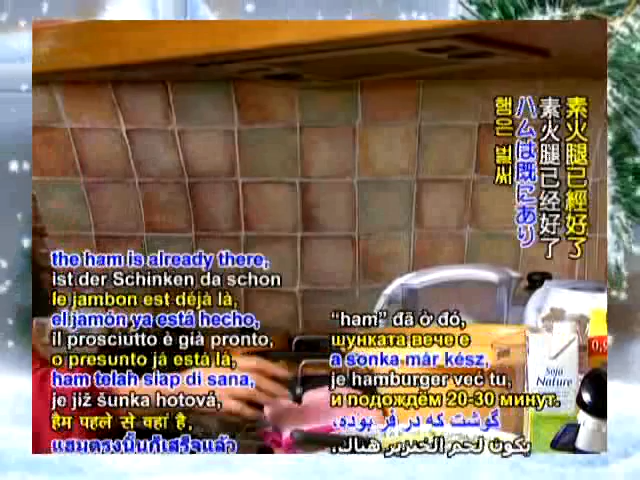 素火腿已經好了
素火腿已经好了
ハムは既にあり
햄은 벌써
the ham is already there,
ist der Schinken da schon
le jambon est déjà là,
el jamón ya está hecho,
il prosciutto è già pronto,
o presunto já está lá,
ham telah siap di sana,
je již šunka hotová,
हैम पहले से वहां है,
แฮมตรงนั้นก็เสร็จแล้ว
“ham” đã ở đó,
шунката вече е
a sonka már kész,
je hamburger već tu,
и подождём 20-30 минут.
گوشت که در فر بوده،
يكون لحم الخنزير هناك.
Soja
Nature